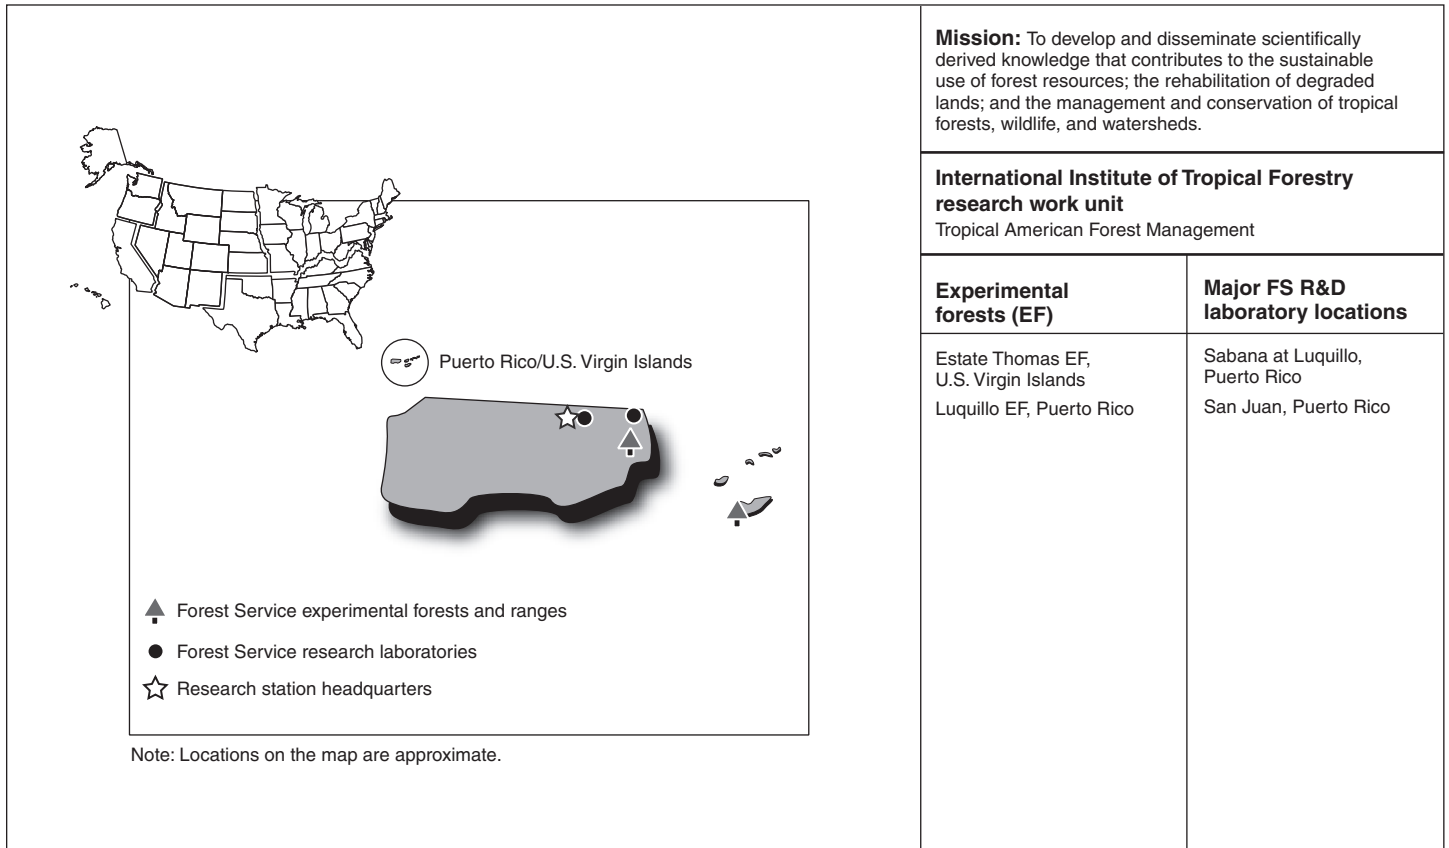 Mission: To develop and disseminate scientifically
derived knowledge that contributes to the sustainable
use of forest resources; the rehabilitation of degraded
lands; and the management and conservation of tropical
forests, wildlife, and watersheds.
International Institute of Tropical Forestry
research work unit
Tropical American Forest Management
Experimental
forests (EF)
Estate Thomas EF,
U.S. Virgin Islands
Luquillo EF, Puerto Rico
Major FS R&D
laboratory locations
Sabana at Luquillo,
Puerto Rico
San Juan, Puerto Rico
Puerto Rico/U.S. Virgin Islands
Forest Service experimental forests and ranges
Forest Service research laboratories
Research station headquarters
Note: Locations on the map are approximate.